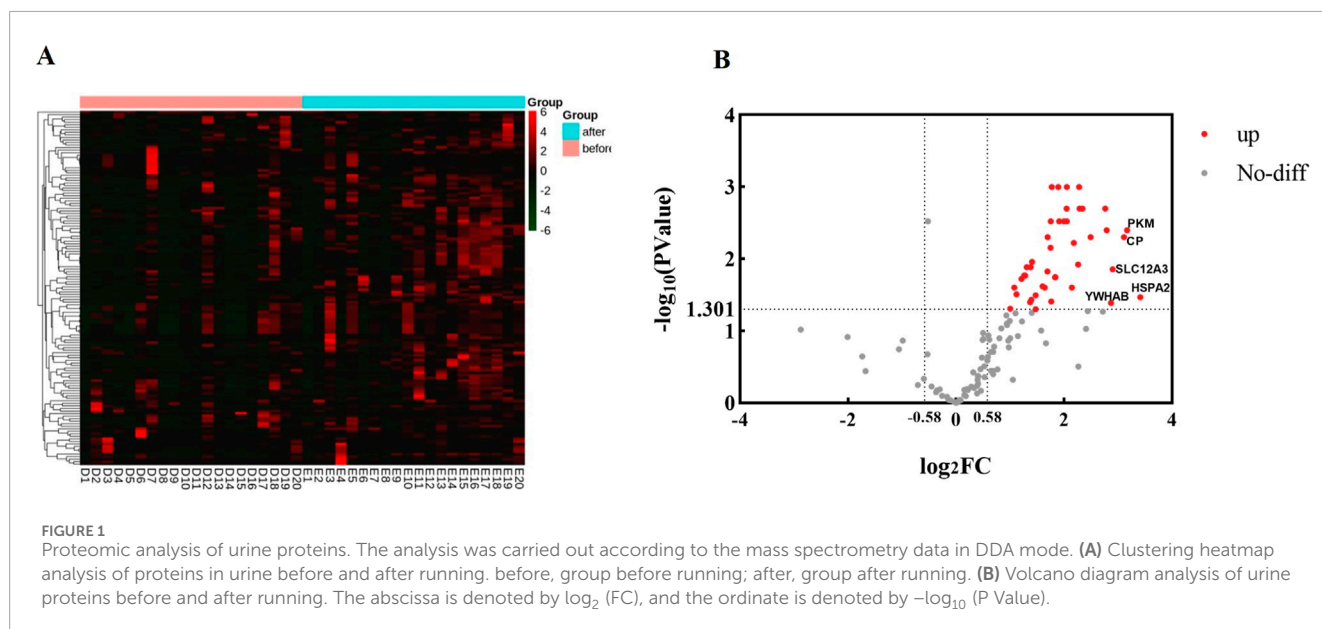 A
Group
6
4
2
0
-2
-4
-6
Group
after
before
D1
D2
D3
D4
D5
D6
D7
D8
D9
D10
D11
D12
D13
D14
D15
D16
D17
D18
D19
D20
E1
E2
E3
E4
E5
E6
E7
E8
E9
E10
E11
E12
E13
E14
E15
E16
E17
E18
E19
E20
B
4
3
2
1.301
1
0
-log10(PValue)
-4
-2
-0.58
0
0.58
2
4
log2FC
PKM
CP
SLC12A3
HSPA2
YWHAB
up
No-diff
FIGURE 1
Proteomic analysis of urine proteins. The analysis was carried out according to the mass spectrometry data in DDA mode. (A) Clustering heatmap
analysis of proteins in urine before and after running. before, group before running; after, group after running. (B) Volcano diagram analysis of urine
proteins before and after running. The abscissa is denoted by log2 (FC), and the ordinate is denoted by −log10 (P Value).